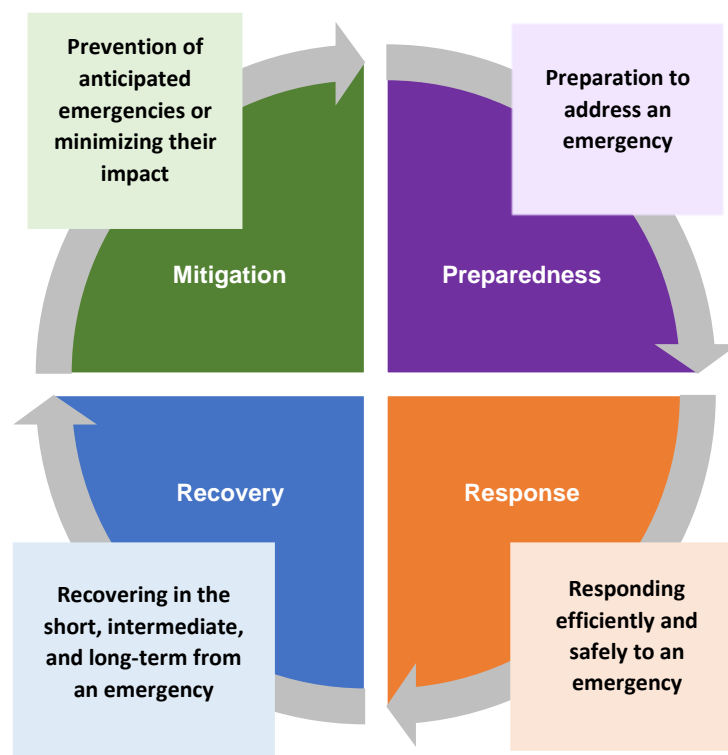 Prevention of
anticipated
emergencies or
minimizing their
impact
Preparation to
address an
emergency
Mitigation
Preparedness
Recovery
Response
Recovering in the
short, intermediate,
and long-term from
an emergency
Responding
efficiently and
safely to an
emergency